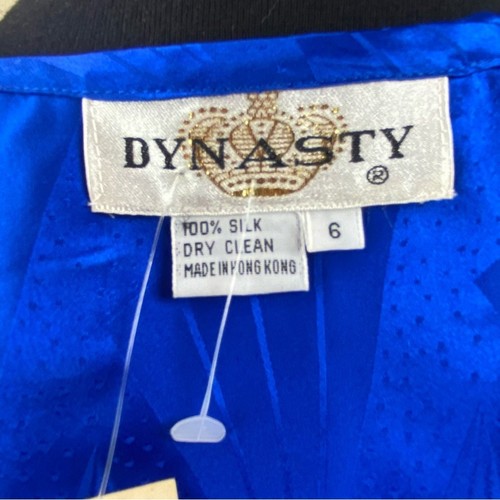 DYNASTY
®
100% SILK
DRY CLEAN
MADE IN HONG KONG
6